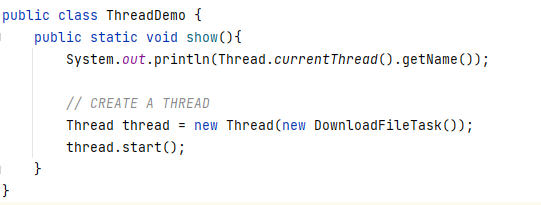 public class ThreadDemo {
    public static void show(){
        System.out.println(Thread.currentThread().getName());

        // CREATE A THREAD
        Thread thread = new Thread(new DownloadFileTask());
        thread.start();
    }
}